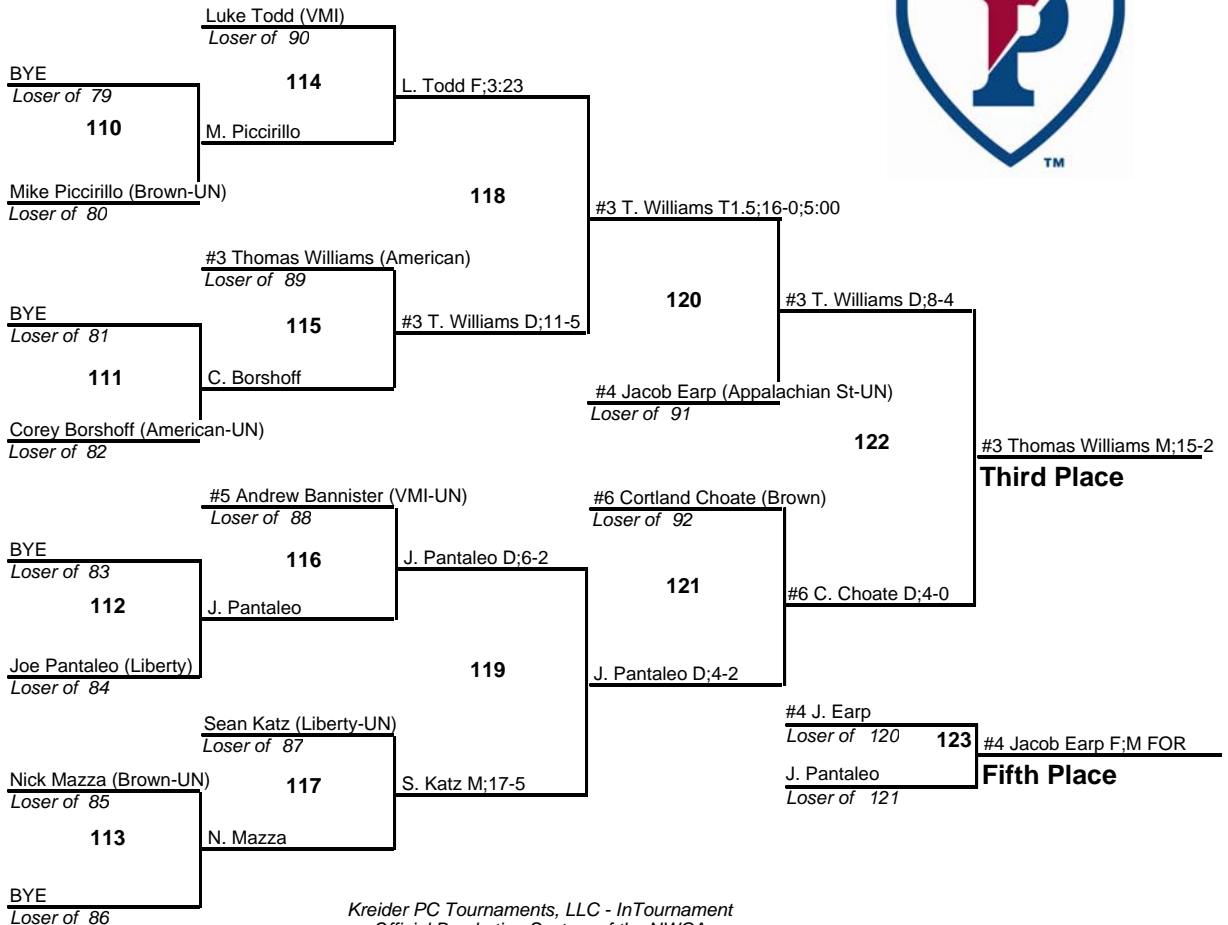 Luke Todd (VMI)
Loser of 90
BYE
Loser of 79
114
L. Todd F;3:23
110
M. Piccirillo
Mike Piccirillo (Brown-UN)
Loser of 80
118
#3 T. Williams T1.5;16-0;5:00
#3 Thomas Williams (American)
Loser of 89
BYE
Loser of 81
115
#3 T. Williams D;11-5
120
#3 T. Williams D;8-4
111
C. Borshoff
#4 Jacob Earp (Appalachian St-UN)
Loser of 91
Corey Borshoff (American-UN)
Loser of 82
122
#3 Thomas Williams M;15-2
Third Place
#5 Andrew Bannister (VMI-UN)
Loser of 88
#6 Cortland Choate (Brown)
Loser of 92
BYE
Loser of 83
116
J. Pantaleo D;6-2
121
#6 C. Choate D;4-0
112
J. Pantaleo
Joe Pantaleo (Liberty)
Loser of 84
119
J. Pantaleo D;4-2
Sean Katz (Liberty-UN)
Loser of 87
#4 J. Earp
Loser of 120
123
#4 Jacob Earp F;M FOR
Fifth Place
J. Pantaleo
Loser of 121
Nick Mazza (Brown-UN)
Loser of 85
117
S. Katz M;17-5
113
N. Mazza
BYE
Loser of 86
Kreider PC Tournaments, LLC - InTournament
P
TM